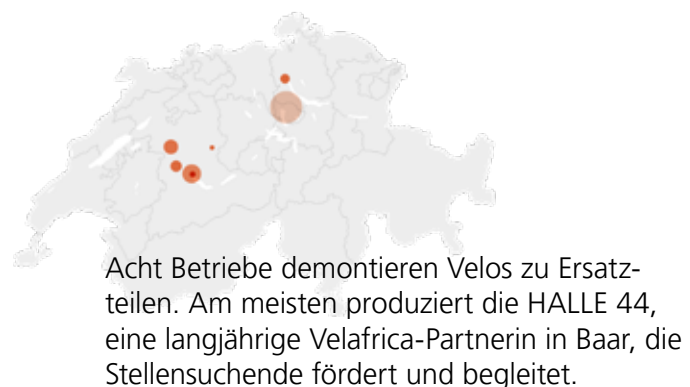 Acht Betriebe demontieren Velos zu Ersatz-
teilen. Am meisten produziert die HALLE 44,
eine langjährige Velafrica-Partnerin in Baar, die
Stellensuchende fördert und begleitet.